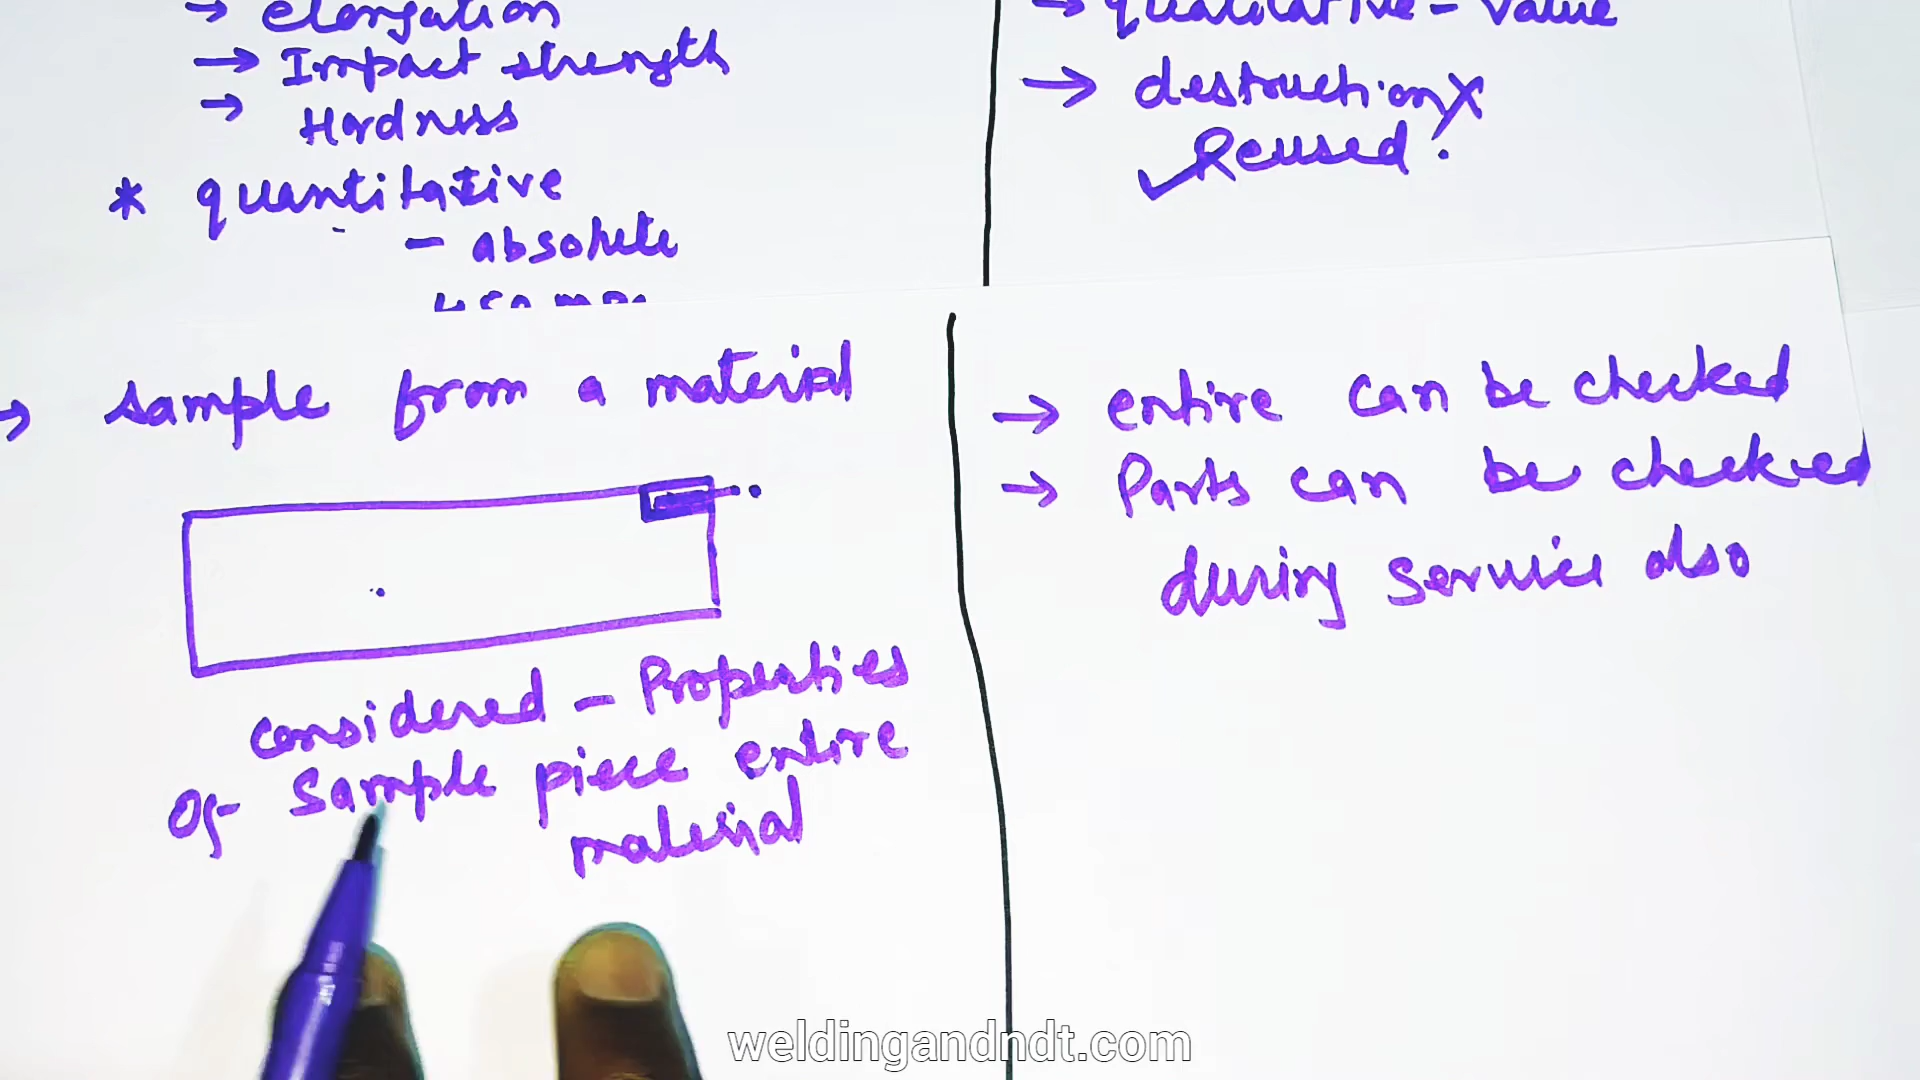 → elongation
→ Impact strength
→ Hardness
* quantitative
- absolute
→ qualitative - value
→ destruction X
✓ Reused.
→ sample from a material
considered - Properties
of sample piece entire
material
→ entire can be checked
→ Parts can be checked
during service also
weldingandndt.com